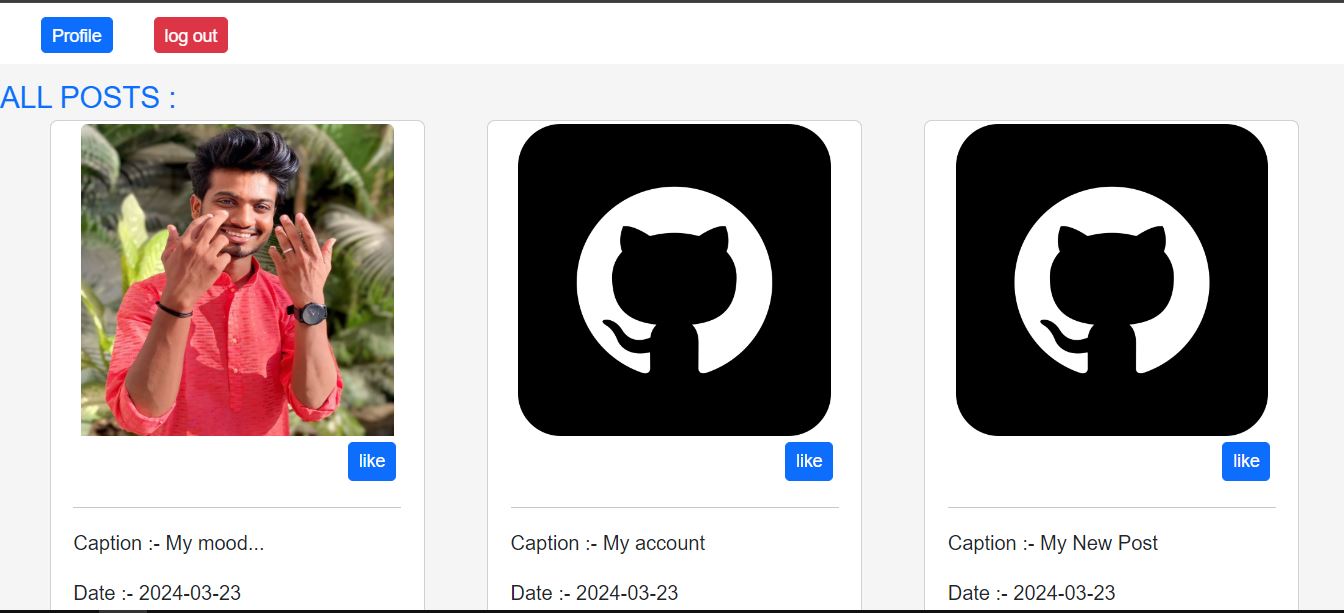 Profile log out
ALL POSTS :
like like like
Caption :- My mood... Caption :- My account Caption :- My New Post
Date :- 2024-03-23 Date :- 2024-03-23 Date :- 2024-03-23